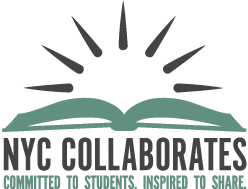 NYC COLLABORATES
COMMITTED TO STUDENTS. INSPIRED TO SHARE.